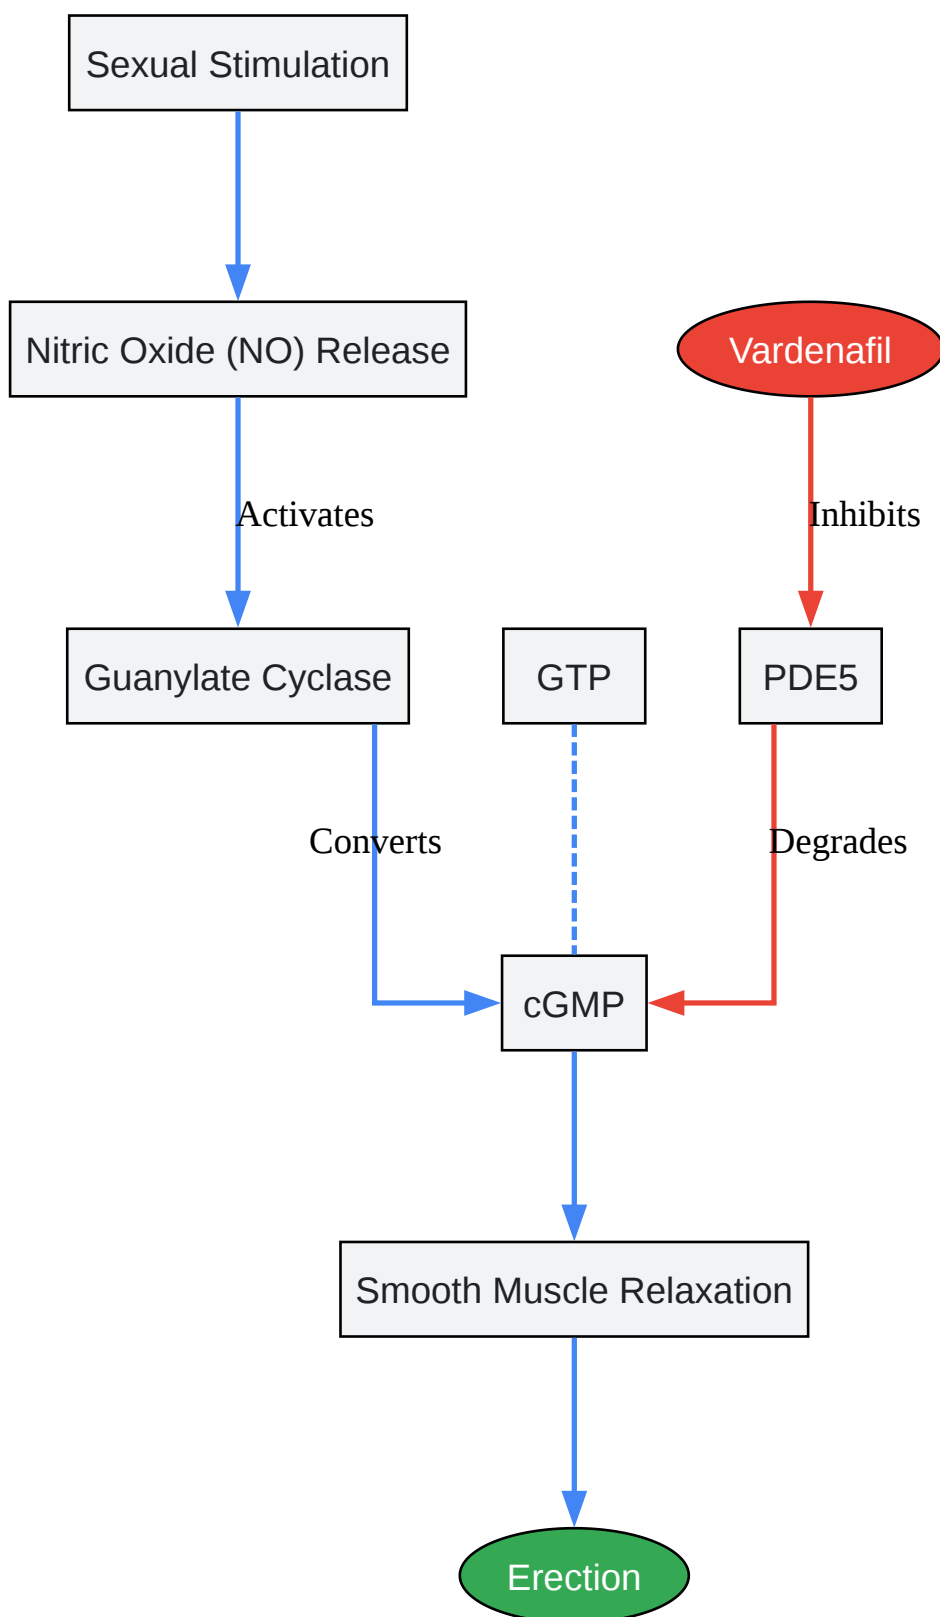 Sexual Stimulation
Nitric Oxide (NO) Release
Vardenafil
Activates
Inhibits
Guanylate Cyclase
GTP
PDE5
Converts
Degrades
cGMP
Smooth Muscle Relaxation
Erection